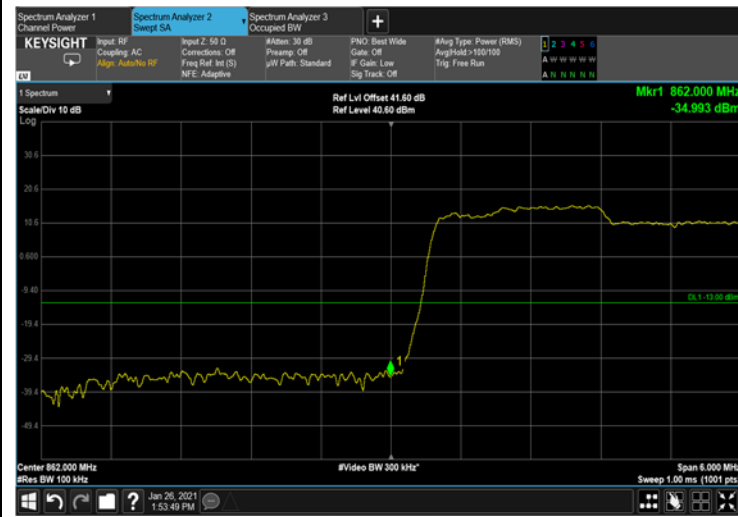 Spectrum Analyzer 1
Channel Power
Spectrum Analyzer 2
Swept SA
Spectrum Analyzer 3
Occupied BW
+
KEYSIGHT
Input: RF
Coupling: AC
Align: Auto/No RF
Input Z: 50 Ω
Corrections: Off
Freq Ref: Int (S)
NFE: Adaptive
#Atten: 30 dB
Preamp: Off
µW Path: Standard
PNO: Best Wide
Gate: Off
IF Gain: Low
Sig Track: Off
#Avg Type: Power (RMS)
Avg|Hold:>100/100
Trig: Free Run
1 2 3 4 5 6
A W W W W W
A N N N N N
LXI
1 Spectrum
Scale/Div 10 dB
Log
Ref Lvl Offset 41.60 dB
Ref Level 40.60 dBm
Mkr1 862.000 MHz
-34.993 dBm
30.6
20.6
10.6
0.600
-9.40
DL1 -13.00 dBm
-19.4
-29.4
1
-39.4
-49.4
Center 862.000 MHz
#Res BW 100 kHz
#Video BW 300 kHz*
Span 6.000 MHz
Sweep 1.00 ms (1001 pts)
?
Jan 26, 2021
1:53:49 PM